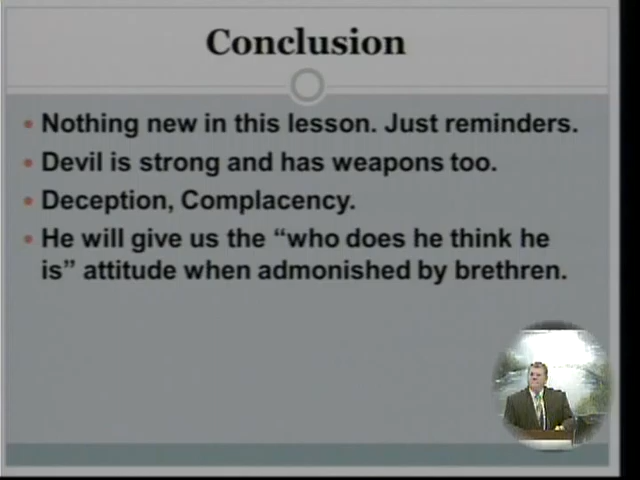 Conclusion
Nothing new in this lesson. Just reminders.
Devil is strong and has weapons too.
Deception, Complacency.
He will give us the “who does he think he
is” attitude when admonished by brethren.